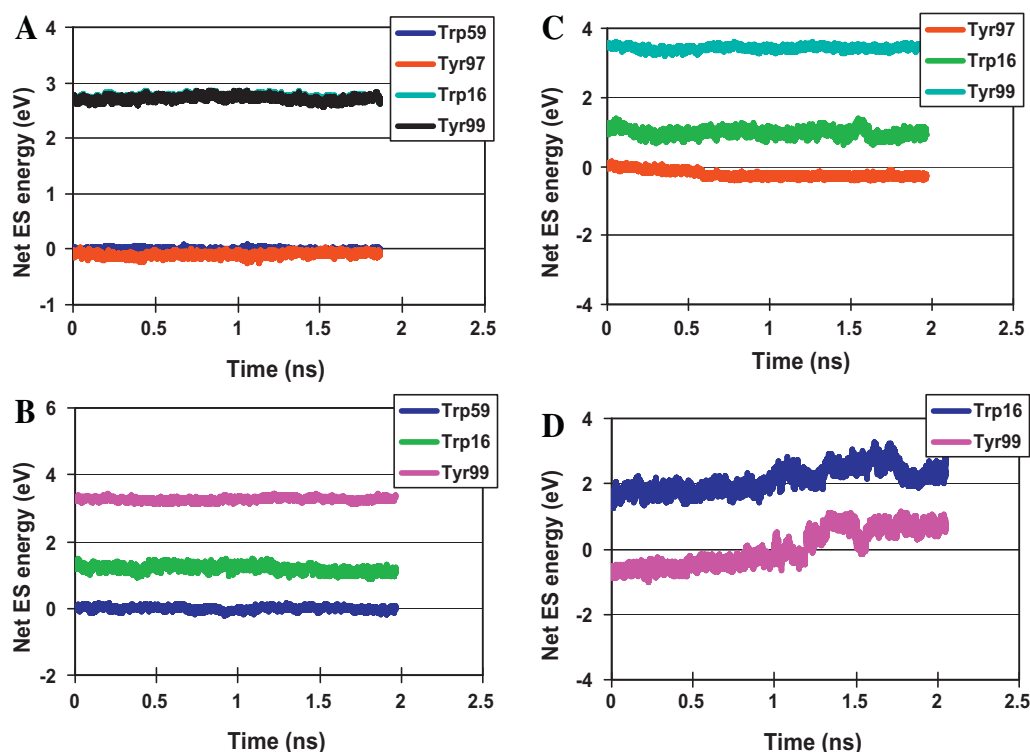 A
Net ES energy (eV)
4
3
2
1
0
-1
0 0.5 1 1.5 2 2.5
Time (ns)
Trp59
Tyr97
Trp16
Tyr99
C
Net ES energy (eV)
4
2
0
-2
-4
0 0.5 1 1.5 2 2.5
Time (ns)
Tyr97
Trp16
Tyr99
B
Net ES energy (eV)
6
4
2
0
-2
0 0.5 1 1.5 2 2.5
Time (ns)
Trp59
Trp16
Tyr99
D
Net ES energy (eV)
4
2
0
-2
-4
0 0.5 1 1.5 2 2.5
Time (ns)
Trp16
Tyr99